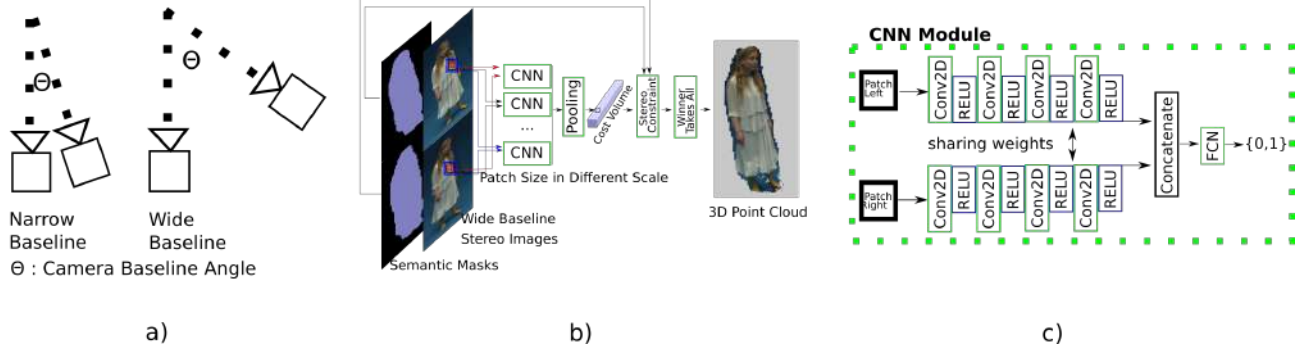 Θ
Θ
Narrow
Baseline
Wide
Baseline
Θ : Camera Baseline Angle
a)
CNN
CNN
...
CNN
Pooling
Cost Volume
Stereo
Constraint
Winner
Takes All
Patch Size in Different Scale
Wide Baseline
Stereo Images
Semantic Masks
3D Point Cloud
b)
CNN Module
Patch
Left
Conv2D
RELU
Conv2D
RELU
Conv2D
RELU
Conv2D
RELU
sharing weights
Patch
Right
Conv2D
RELU
Conv2D
RELU
Conv2D
RELU
Conv2D
RELU
Concatenate
FCN
{0,1}
c)